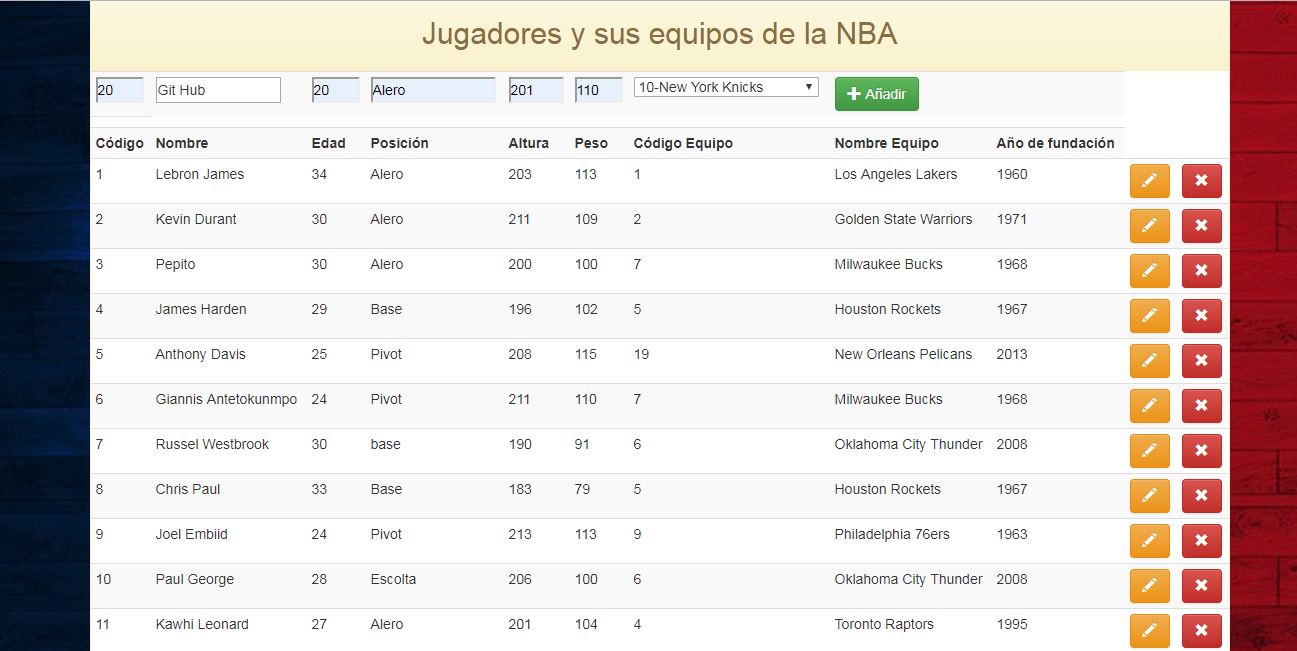 Jugadores y sus equipos de la NBA
20 Git Hub 20 Alero 201 110 10-New York Knicks Añadir
Código Nombre Edad Posición Altura Peso Código Equipo Nombre Equipo Año de fundación
1 Lebron James 34 Alero 203 113 1 Los Angeles Lakers 1960
2 Kevin Durant 30 Alero 211 109 2 Golden State Warriors 1971
3 Pepito 30 Alero 200 100 7 Milwaukee Bucks 1968
4 James Harden 29 Base 196 102 5 Houston Rockets 1967
5 Anthony Davis 25 Pivot 208 115 19 New Orleans Pelicans 2013
6 Giannis Antetokunmpo 24 Pivot 211 110 7 Milwaukee Bucks 1968
7 Russel Westbrook 30 base 190 91 6 Oklahoma City Thunder 2008
8 Chris Paul 33 Base 183 79 5 Houston Rockets 1967
9 Joel Embiid 24 Pivot 213 113 9 Philadelphia 76ers 1963
10 Paul George 28 Escolta 206 100 6 Oklahoma City Thunder 2008
11 Kawhi Leonard 27 Alero 201 104 4 Toronto Raptors 1995